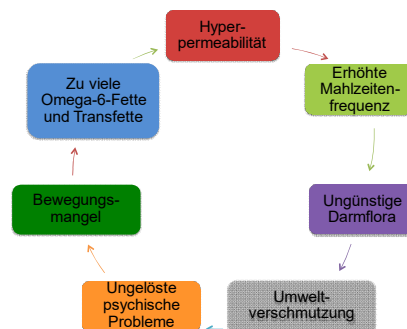 Hyper-
permeabilität
Erhöhte
Mahlzeiten-
frequenz
Ungünstige
Darmflora
Umwelt-
verschmutzung
Ungelöste
psychische
Probleme
Bewegungs-
mangel
Zu viele
Omega-6-Fette
und Transfette